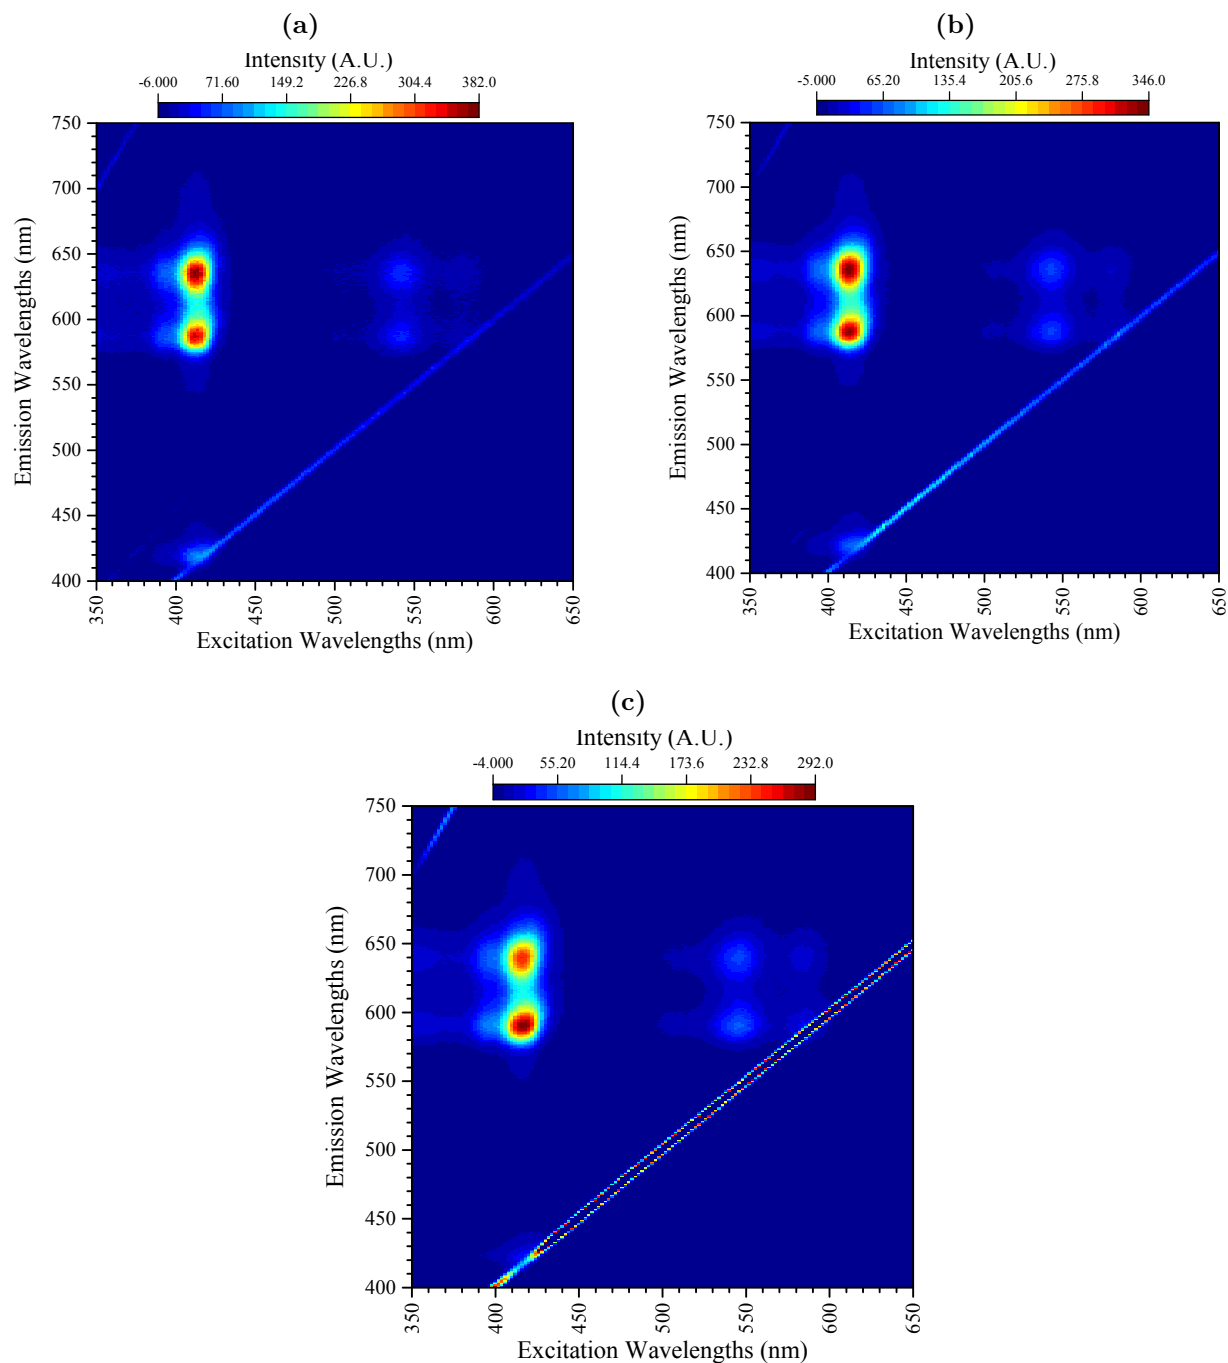 (a)
Intensity (A.U.)
-6.000 71.60 149.2 226.8 304.4 382.0
750
700
650
600
550
500
450
400
Emission Wavelengths (nm)
350 400 450 500 550 600 650
Excitation Wavelengths (nm)
(b)
Intensity (A.U.)
-5.000 65.20 135.4 205.6 275.8 346.0
750
700
650
600
550
500
450
400
Emission Wavelengths (nm)
350 400 450 500 550 600 650
Excitation Wavelengths (nm)
(c)
Intensity (A.U.)
-4.000 55.20 114.4 173.6 232.8 292.0
750
700
650
600
550
500
450
400
Emission Wavelengths (nm)
350 400 450 500 550 600 650
Excitation Wavelengths (nm)